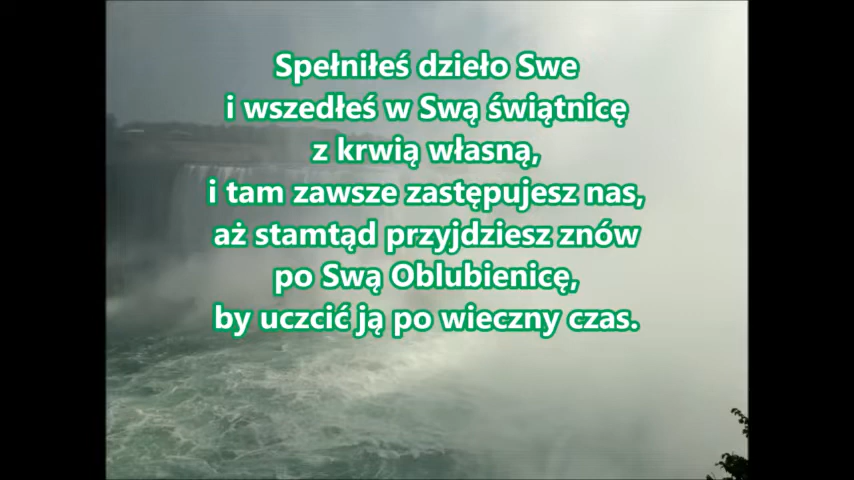 Spełniłeś dzieło Swe
i wszedłeś w Swą świątnicę
z krwią własną,
i tam zawsze zastępujesz nas,
aż stamtąd przyjdziesz znów
po Swą Oblubienicę,
by uczcić ją po wieczny czas.